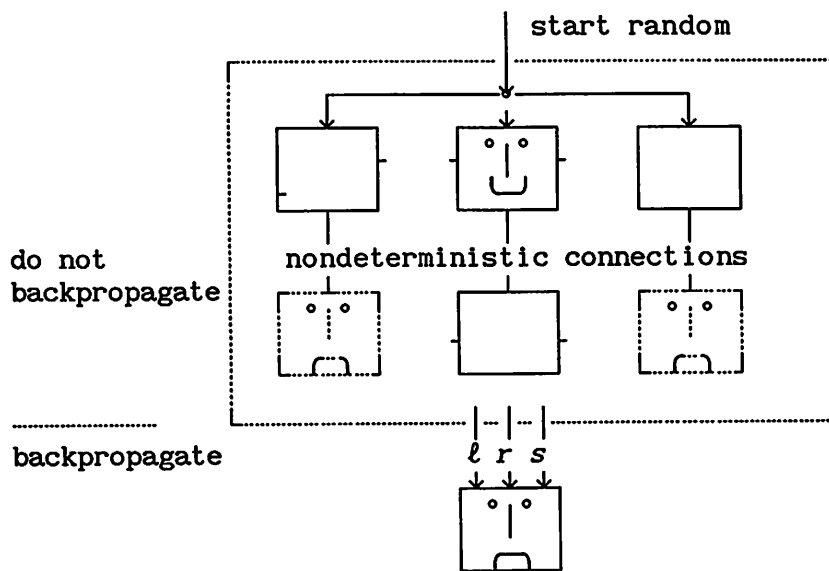 start random
nondeterministic connections
do not
backpropagate
backpropagate
ℓ r s